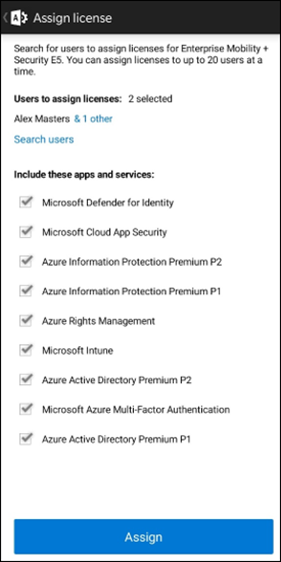 Assign license
Search for users to assign licenses for Enterprise Mobility +
Security E5. You can assign licenses to up to 20 users at a
time.
Users to assign licenses: 2 selected
Alex Masters & 1 other
Search users
Include these apps and services:
Microsoft Defender for Identity
Microsoft Cloud App Security
Azure Information Protection Premium P2
Azure Information Protection Premium P1
Azure Rights Management
Microsoft Intune
Azure Active Directory Premium P2
Microsoft Azure Multi-Factor Authentication
Azure Active Directory Premium P1
Assign